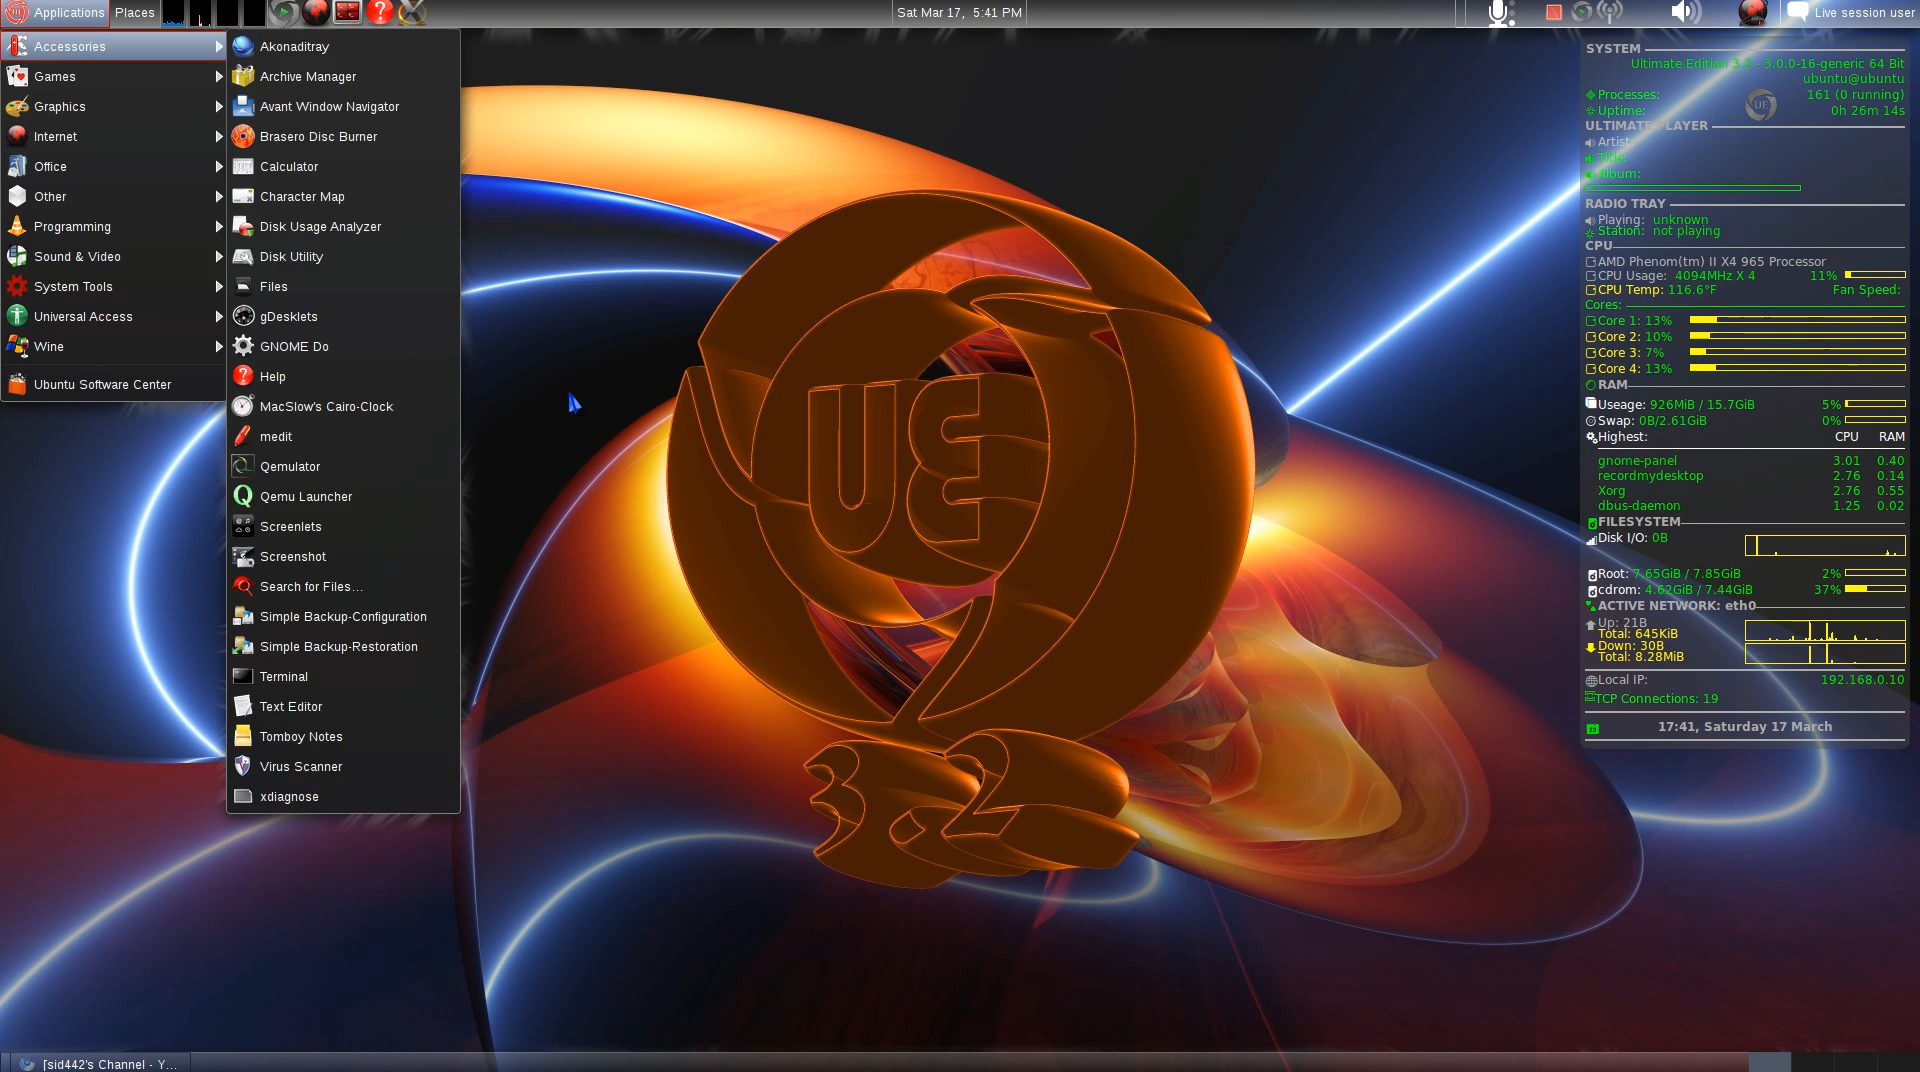 Applications Places Sat Mar 17, 5:41 PM Live session user
Accessories
Games
Graphics
Internet
Office
Other
Programming
Sound & Video
System Tools
Universal Access
Wine
Ubuntu Software Center
Akonaditray
Archive Manager
Avant Window Navigator
Brasero Disc Burner
Calculator
Character Map
Disk Usage Analyzer
Disk Utility
Files
gDesklets
GNOME Do
Help
MacSlow's Cairo-Clock
medit
Qemulator
Qemu Launcher
Screenlets
Screenshot
Search for Files...
Simple Backup-Configuration
Simple Backup-Restoration
Terminal
Text Editor
Tomboy Notes
Virus Scanner
xdiagnose
UE
3.2
SYSTEM
Ultimate Edition 3.2 - 3.0.0-16-generic 64 Bit
ubuntu@ubuntu
Processes: 161 (0 running)
Uptime: 0h 26m 14s
UE
ULTIMATE PLAYER
Artist:
Title:
Album:
RADIO TRAY
Playing: unknown
Station: not playing
CPU
AMD Phenom(tm) II X4 965 Processor
CPU Usage: 4094MHz X 4 11%
CPU Temp: 116.6°F Fan Speed:
Cores:
Core 1: 13%
Core 2: 10%
Core 3: 7%
Core 4: 13%
RAM
Useage: 926MiB / 15.7GiB 5%
Swap: 0B/2.61GiB 0%
Highest: CPU RAM
gnome-panel 3.01 0.40
recordmydesktop 2.76 0.14
Xorg 2.76 0.55
dbus-daemon 1.25 0.02
FILESYSTEM
Disk I/O: 0B
Root: 7.65GiB / 7.85GiB 2%
cdrom: 4.62GiB / 7.44GiB 37%
ACTIVE NETWORK: eth0
Up: 21B
Total: 645KiB
Down: 30B
Total: 8.28MiB
Local IP: 192.168.0.10
TCP Connections: 19
17:41, Saturday 17 March
[sid442's Channel - Y...